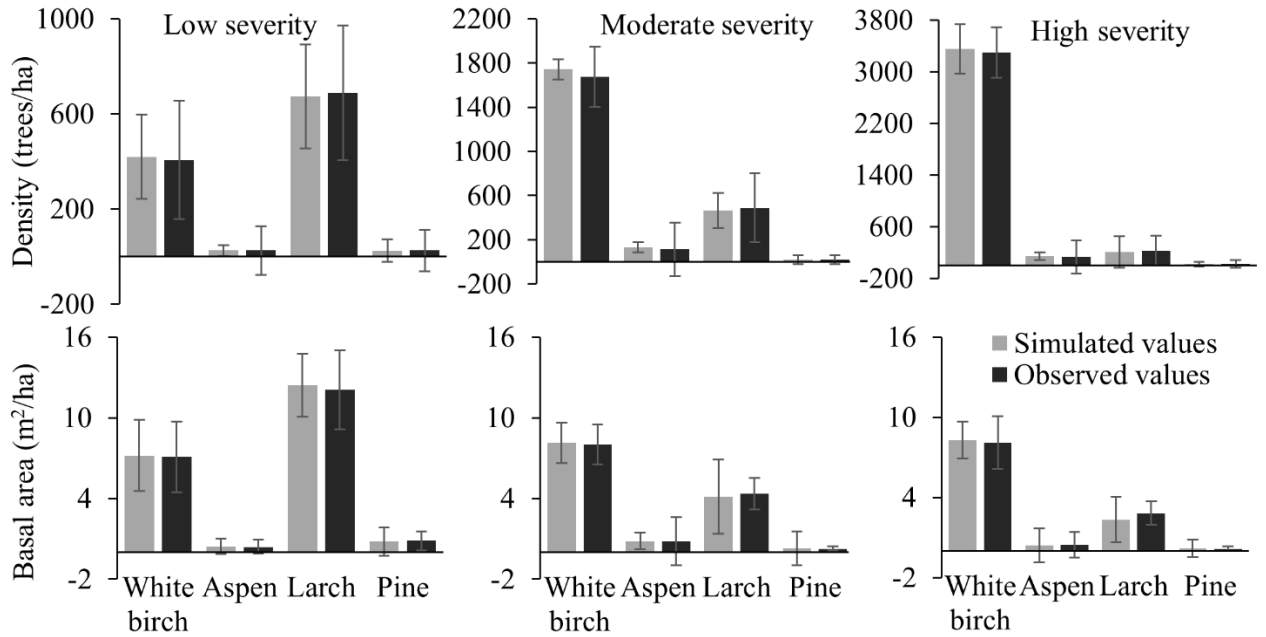 Density (trees/ha)
Low severity
1000
600
200
-200
Moderate severity
2200
1800
1400
1000
600
200
-200
High severity
3800
3000
2200
1400
600
-200
Basal area (m²/ha)
16
10
4
-2
White birch
Aspen
Larch
Pine
16
10
4
-2
White birch
Aspen
Larch
Pine
Simulated values
Observed values
16
10
4
-2
White birch
Aspen
Larch
Pine